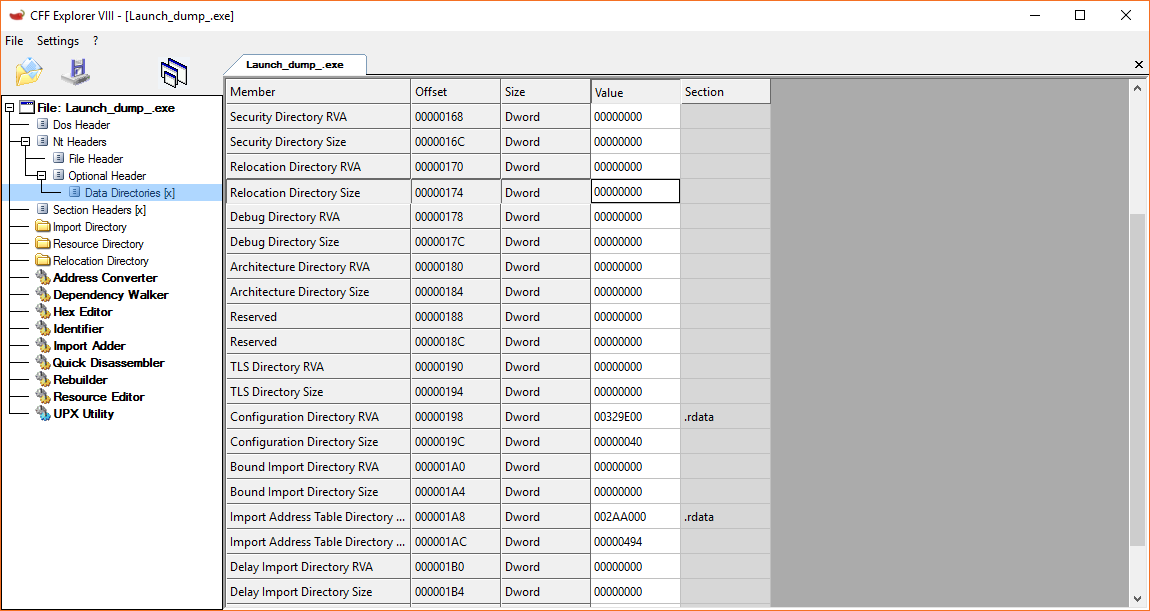 CFF Explorer VIII - [Launch_dump_.exe]
File Settings ?
Launch_dump_.exe
File: Launch_dump_.exe
Dos Header
Nt Headers
File Header
Optional Header
Data Directories [x]
Section Headers [x]
Import Directory
Resource Directory
Relocation Directory
Address Converter
Dependency Walker
Hex Editor
Identifier
Import Adder
Quick Disassembler
Rebuilder
Resource Editor
UPX Utility
Member Offset Size Value Section
Security Directory RVA 00000168 Dword 00000000
Security Directory Size 0000016C Dword 00000000
Relocation Directory RVA 00000170 Dword 00000000
Relocation Directory Size 00000174 Dword 00000000
Debug Directory RVA 00000178 Dword 00000000
Debug Directory Size 0000017C Dword 00000000
Architecture Directory RVA 00000180 Dword 00000000
Architecture Directory Size 00000184 Dword 00000000
Reserved 00000188 Dword 00000000
Reserved 0000018C Dword 00000000
TLS Directory RVA 00000190 Dword 00000000
TLS Directory Size 00000194 Dword 00000000
Configuration Directory RVA 00000198 Dword 00329E00 .rdata
Configuration Directory Size 0000019C Dword 00000040
Bound Import Directory RVA 000001A0 Dword 00000000
Bound Import Directory Size 000001A4 Dword 00000000
Import Address Table Directory ... 000001A8 Dword 002AA000 .rdata
Import Address Table Directory ... 000001AC Dword 00000494
Delay Import Directory RVA 000001B0 Dword 00000000
Delay Import Directory Size 000001B4 Dword 00000000